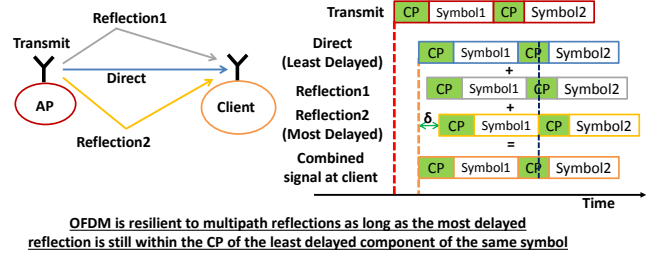 Reflection1
Transmit
Direct
AP
Client
Reflection2
Transmit
CP Symbol1 CP Symbol2
Direct
(Least Delayed)
CP Symbol1 CP Symbol2
+
Reflection1
CP Symbol1 CP Symbol2
+
Reflection2
(Most Delayed)
δ
CP Symbol1 CP Symbol2
=
Combined
signal at client
CP Symbol1 CP Symbol2
Time
OFDM is resilient to multipath reflections as long as the most delayed
reflection is still within the CP of the least delayed component of the same symbol